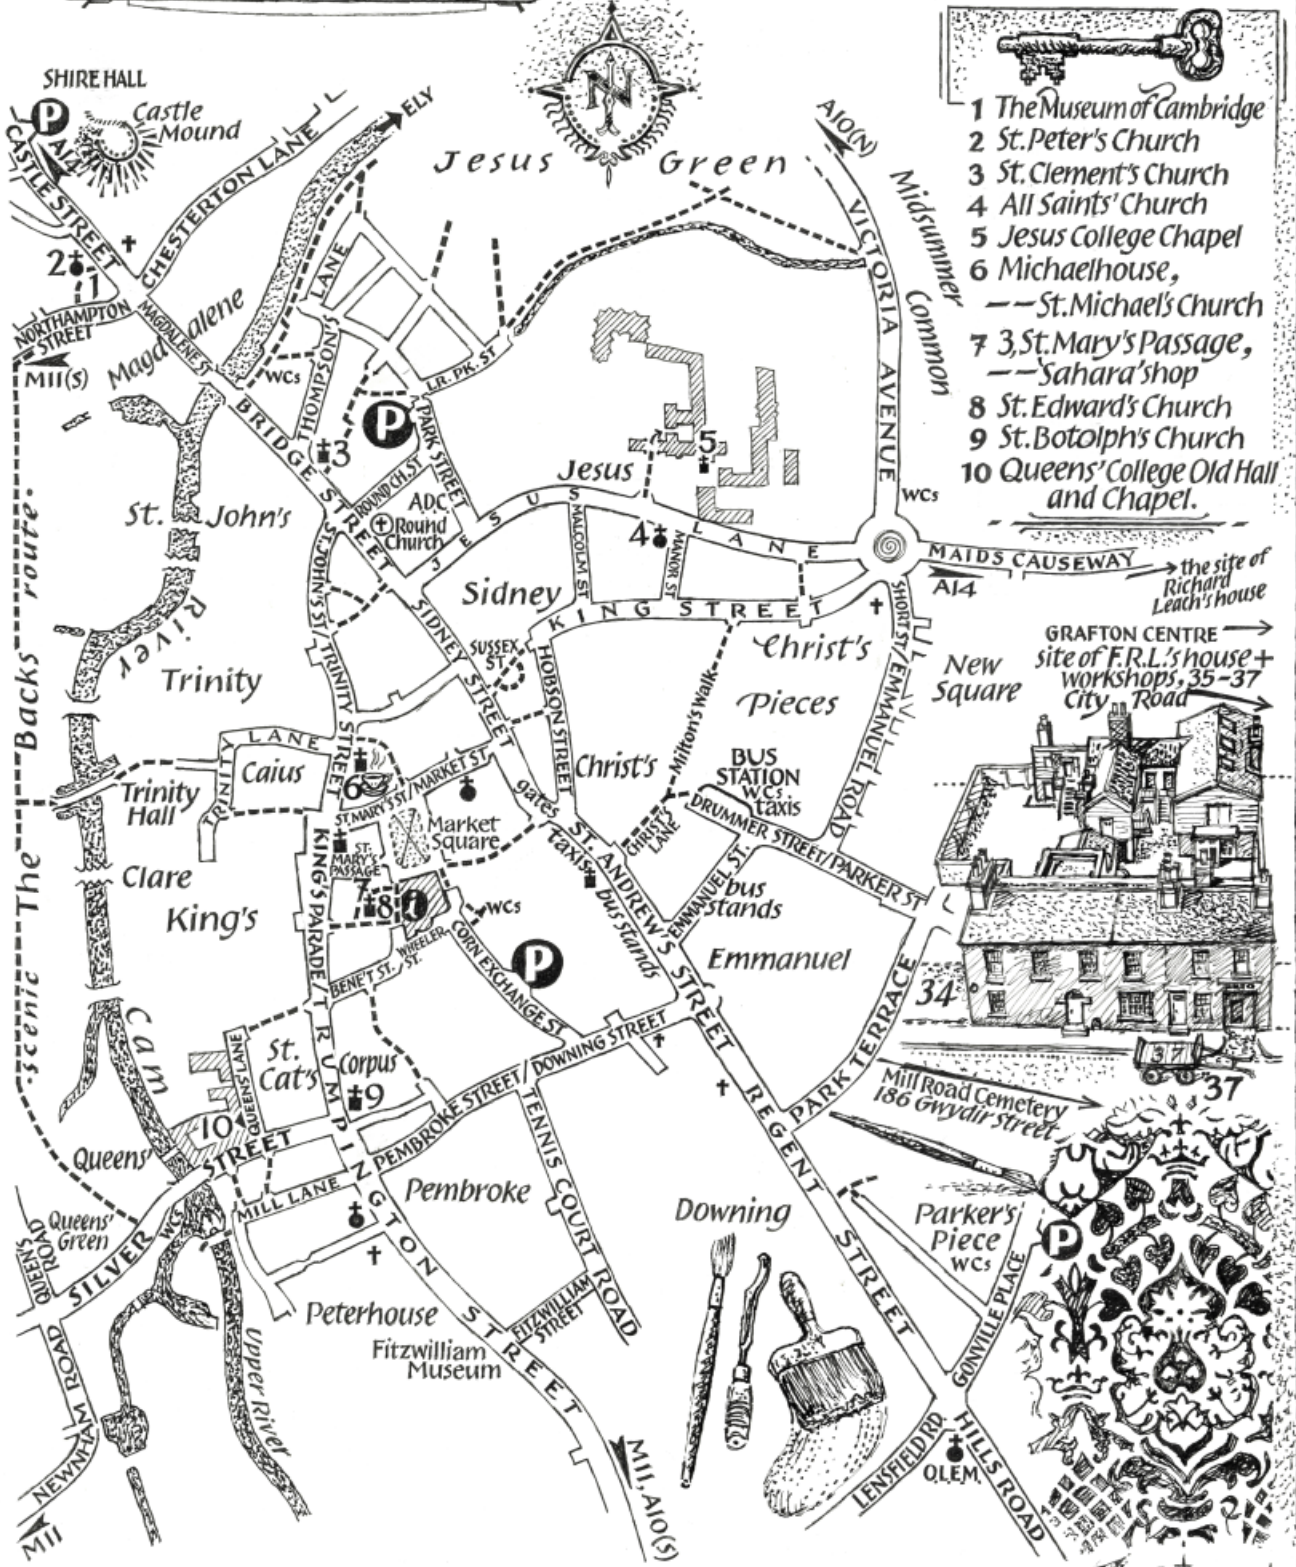 SHIRE HALL
P
Castle
Mound
A14
CASTLE STREET
CHESTERTON LANE
ELY
N
Jesus Green
A10(N)
VICTORIA AVENUE
Midsummer
Common
1 The Museum of Cambridge
2 St. Peter's Church
3 St. Clement's Church
4 All Saints' Church
5 Jesus College Chapel
6 Michaelhouse,
-- St. Michael's Church
7 3, St. Mary's Passage,
-- 'Sahara' shop
8 St. Edward's Church
9 St. Botolph's Church
10 Queens' College Old Hall
and Chapel.
2
1
NORTHAMPTON
STREET
M11(S)
MAGDALENE ST
Magdalene
WCs
THOMPSON'S LANE
LR. PK. ST
P
PARK STREET
BRIDGE STREET
3
ROUND CH. ST
ADC
Round
Church
Jesus
5
JESUS LANE
MALCOLM ST
4
MANOR ST
WCs
MAIDS CAUSEWAY
A14
the site of
Richard
Leach's house
St. John's
ST. JOHN'S ST/TRINITY STREET
River
Sidney
SIDNEY STREET
SUSSEX
ST.
KING STREET
HOBSON STREET
Christ's
Pieces
Milton's Walk
SHORT ST/EMMANUEL ROAD
New
Square
GRAFTON CENTRE
site of F.R.L.'s house +
workshops, 35-37
City Road
Trinity
TRINITY LANE
Caius
Trinity
Hall
6
ST. MARY'S ST/MARKET ST
Market
Square
gates
Christ's
BUS
STATION
WCs
taxis
CHRIST'S
LANE
DRUMMER STREET/PARKER ST
ST. ANDREW'S STREET
taxis
bus stands
EMMANUEL ST.
bus
stands
Clare
King's
KING'S PARADE/TRUMPINGTON STREET
ST.
MARY'S
PASSAGE
7
8
i
WCs
CORN EXCHANGE ST
WHEELER
ST.
BENE'T ST.
P
Emmanuel
34
PARK TERRACE
scenic The Backs route
Cam
QUEENS' LANE
St.
Cat's
Corpus
9
PEMBROKE STREET/DOWNING STREET
10
Queens'
SILVER STREET
MILL LANE
Pembroke
TENNIS COURT ROAD
REGENT STREET
Mill Road Cemetery
186 Gwydir Street
37
37
Downing
Parker's
Piece
WCs
P
GONVILLE PLACE
QUEEN'S
ROAD
Queens'
Green
WCs
Peterhouse
Fitzwilliam
Museum
FITZWILLIAM
STREET
Upper River
NEWNHAM ROAD
M11
M11, A10(S)
LENSFIELD RD.
O.L.E.M.
HILLS ROAD